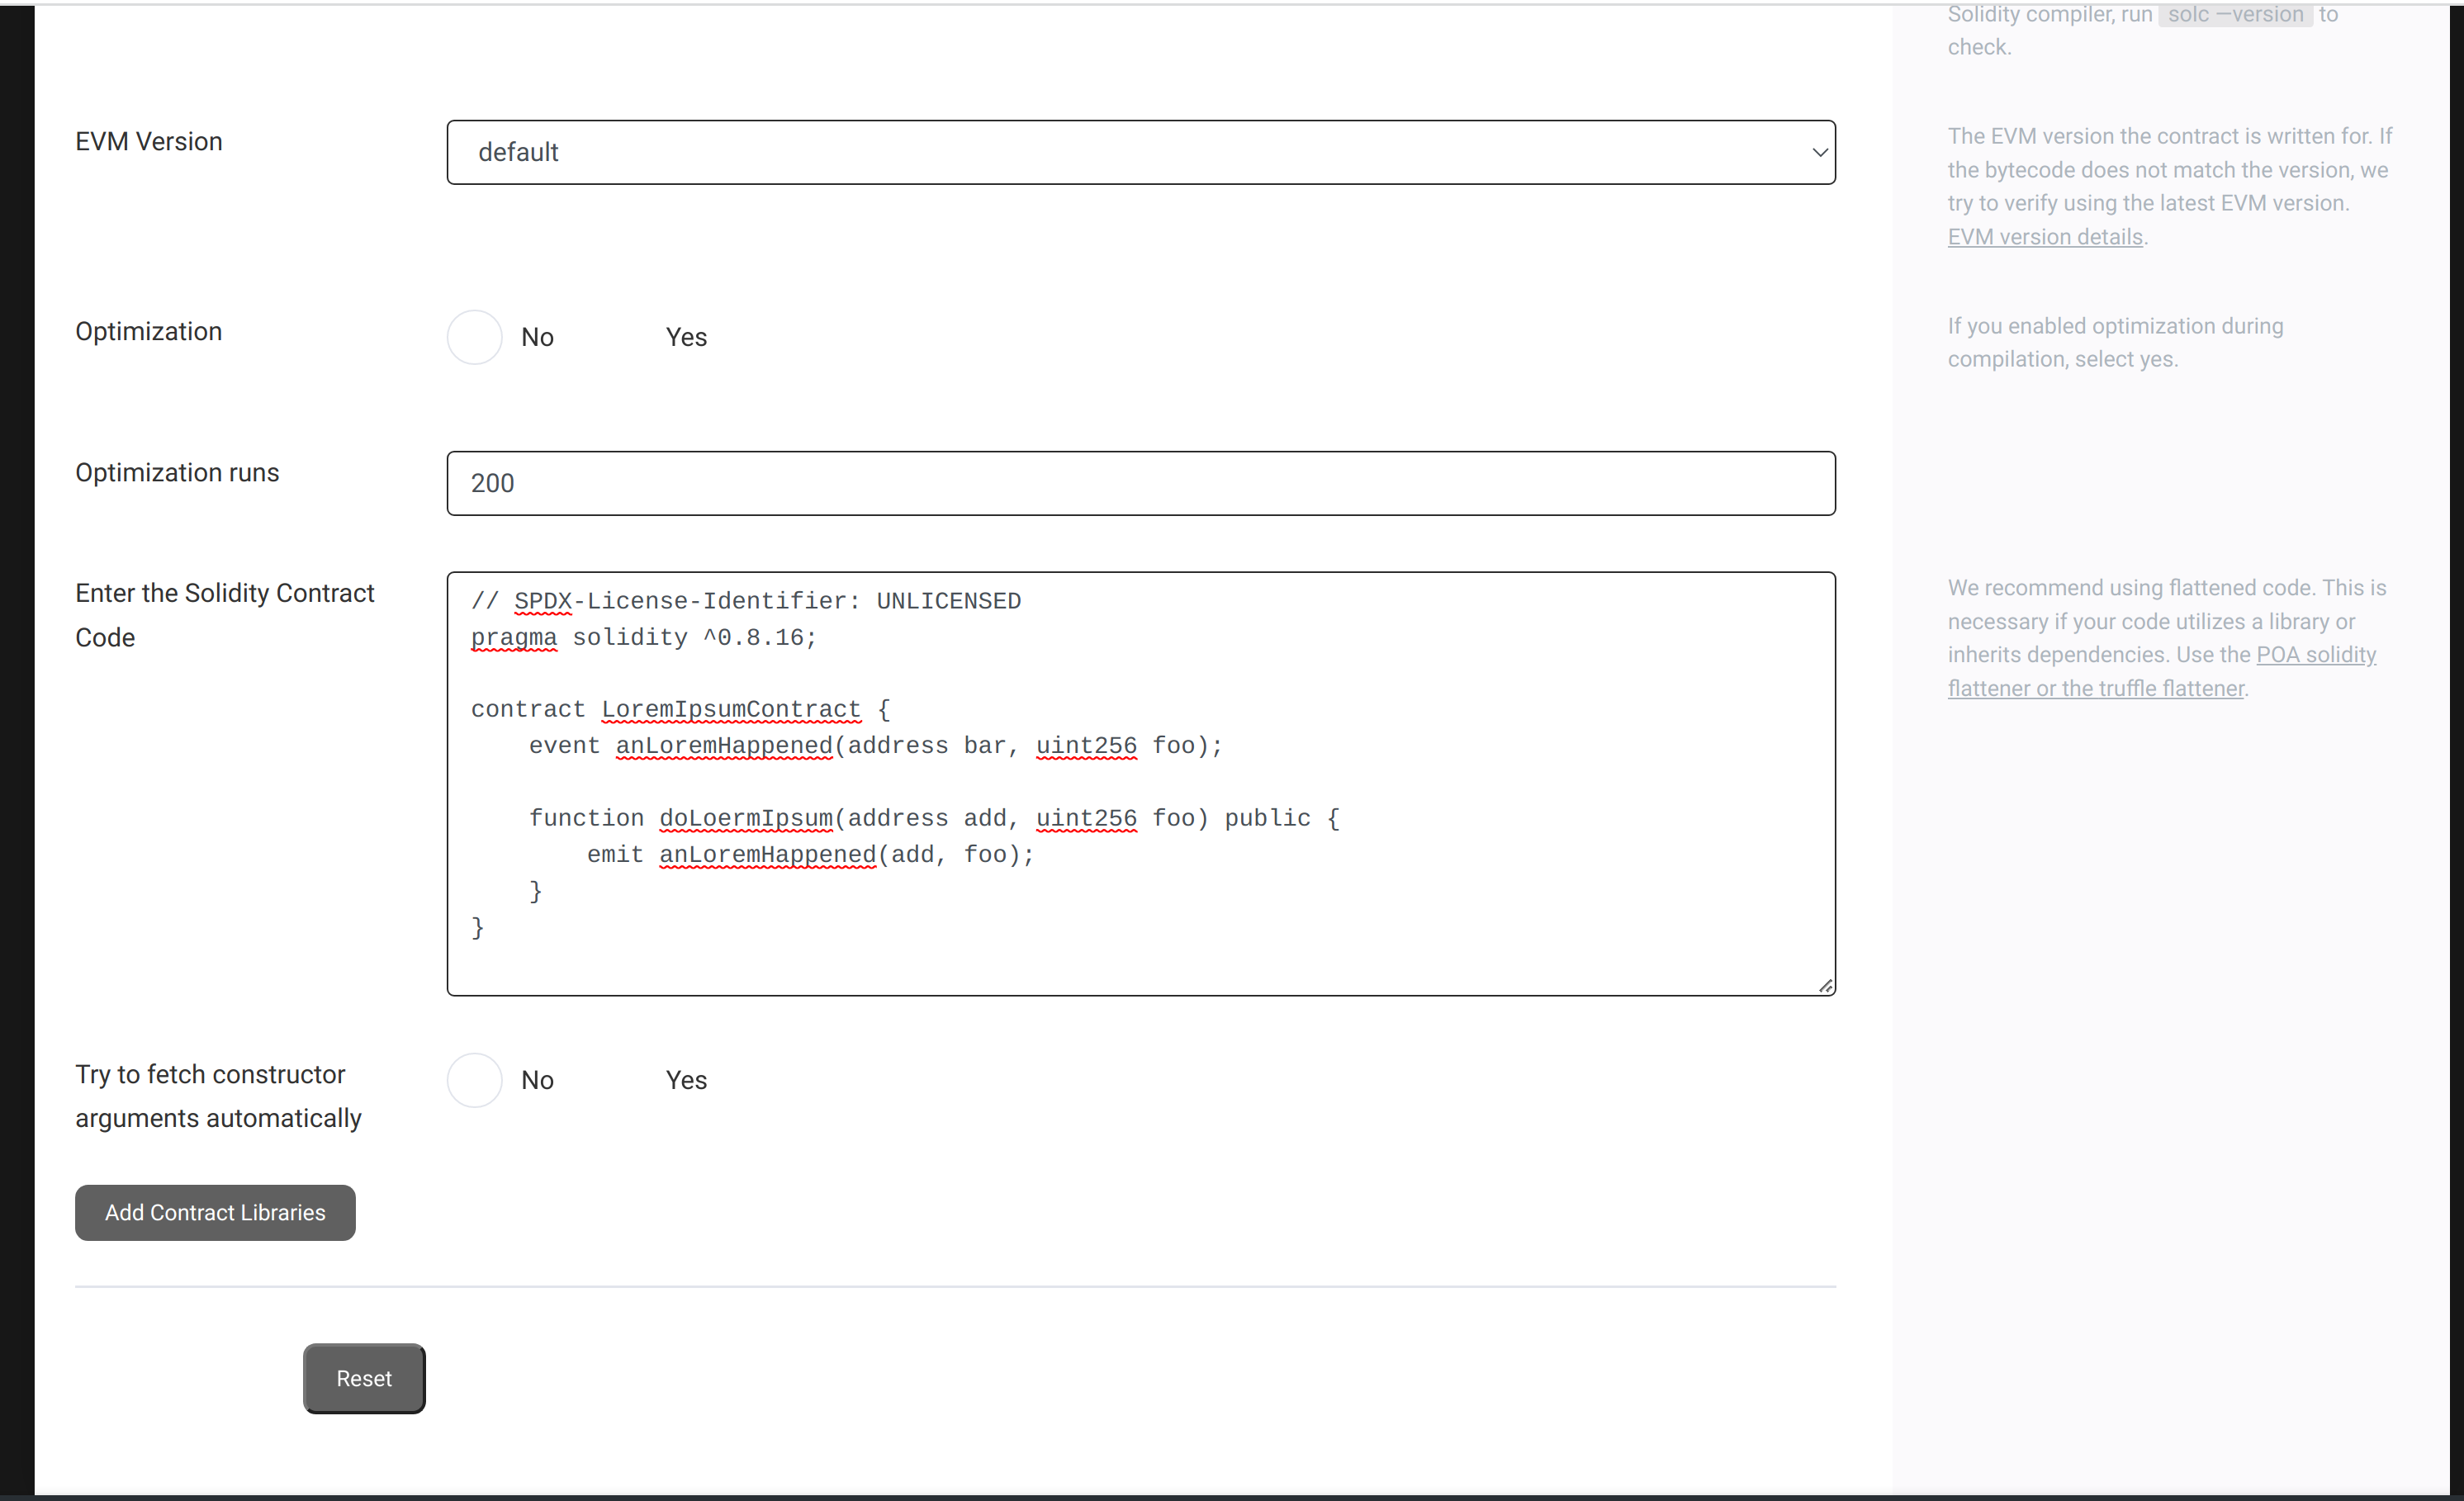 Solidity compiler, run solc —version to
check.
EVM Version
default
The EVM version the contract is written for. If
the bytecode does not match the version, we
try to verify using the latest EVM version.
EVM version details.
Optimization
No
Yes
If you enabled optimization during
compilation, select yes.
Optimization runs
200
Enter the Solidity Contract
Code
// SPDX-License-Identifier: UNLICENSED
pragma solidity ^0.8.16;
contract LoremIpsumContract {
    event anLoremHappened(address bar, uint256 foo);
    function doLoermIpsum(address add, uint256 foo) public {
        emit anLoremHappened(add, foo);
    }
}
We recommend using flattened code. This is
necessary if your code utilizes a library or
inherits dependencies. Use the POA solidity
flattener or the truffle flattener.
Try to fetch constructor
arguments automatically
No
Yes
Add Contract Libraries
Reset